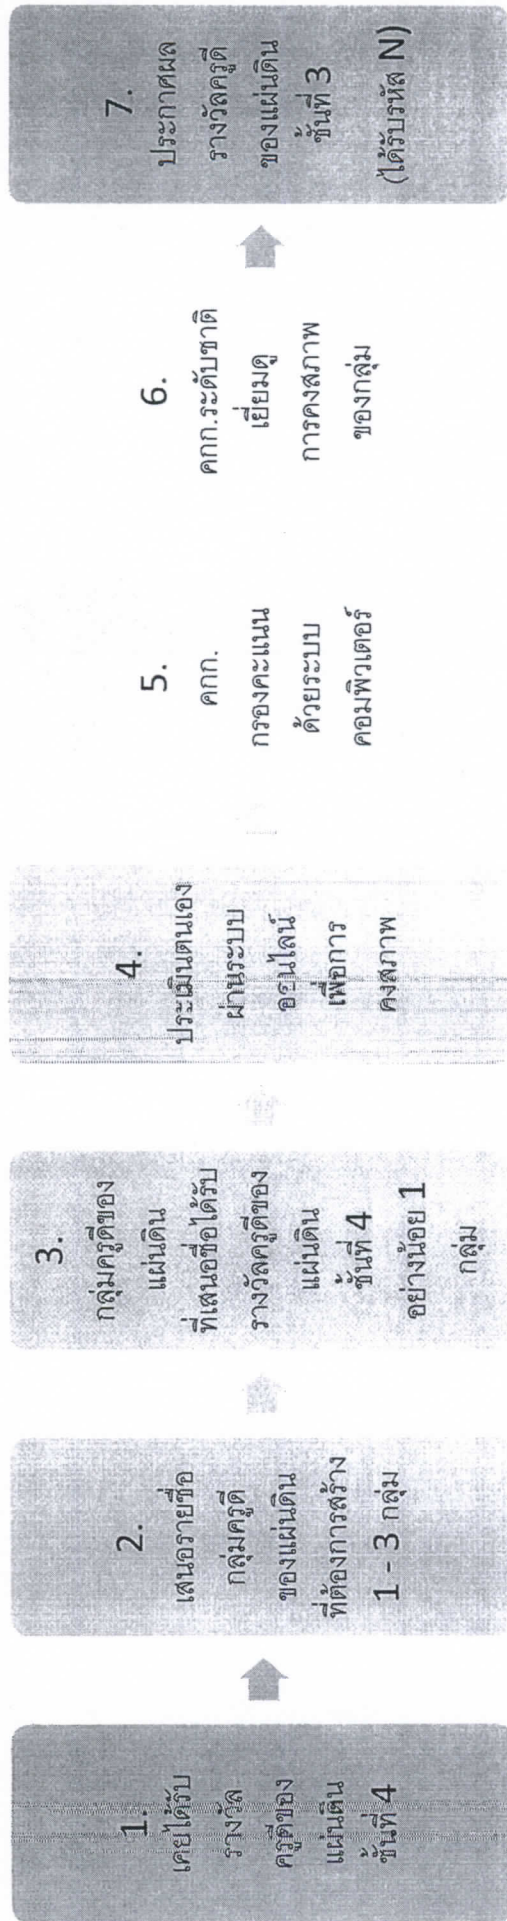 1.
เคยได้รับ
รางวัล
ครูดีของ
แผ่นดิน
ชั้นที่ 4
2.
เสนอรายชื่อ
กลุ่มครูดี
ของแผ่นดิน
ที่ต้องการสร้าง
1 - 3 กลุ่ม
3.
กลุ่มครูดีของ
แผ่นดิน
ที่เสนอชื่อได้รับ
รางวัลครูดีของ
แผ่นดิน
ชั้นที่ 4
อย่างน้อย 1
กลุ่ม
4.
ประเมินตนเอง
ผ่านระบบ
ออนไลน์
เพื่อการ
คงสภาพ
5.
คกก.
กรองคะแนน
ด้วยระบบ
คอมพิวเตอร์
6.
คกก.ระดับชาติ
เยี่ยมดู
การคงสภาพ
ของกลุ่ม
7.
ประกาศผล
รางวัลครูดี
ของแผ่นดิน
ชั้นที่ 3
(ได้รับรหัส N)